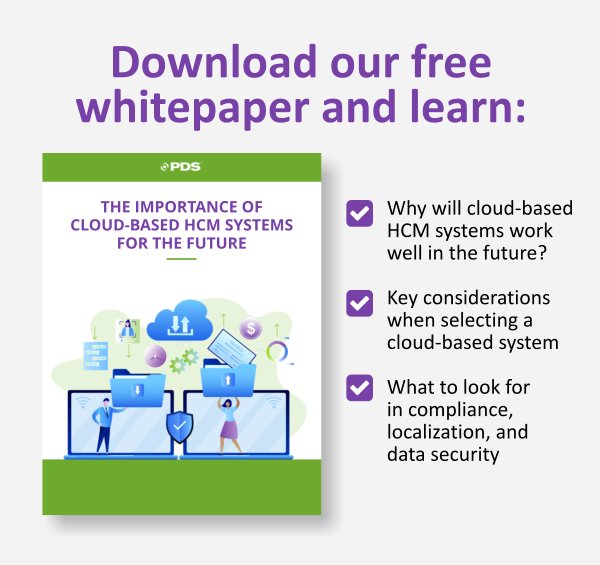 Download our free
whitepaper and learn:
PDS
THE IMPORTANCE OF
CLOUD-BASED HCM SYSTEMS
FOR THE FUTURE
$
Why will cloud-based
HCM systems work
well in the future?
Key considerations
when selecting a
cloud-based system
What to look for
in compliance,
localization, and
data security